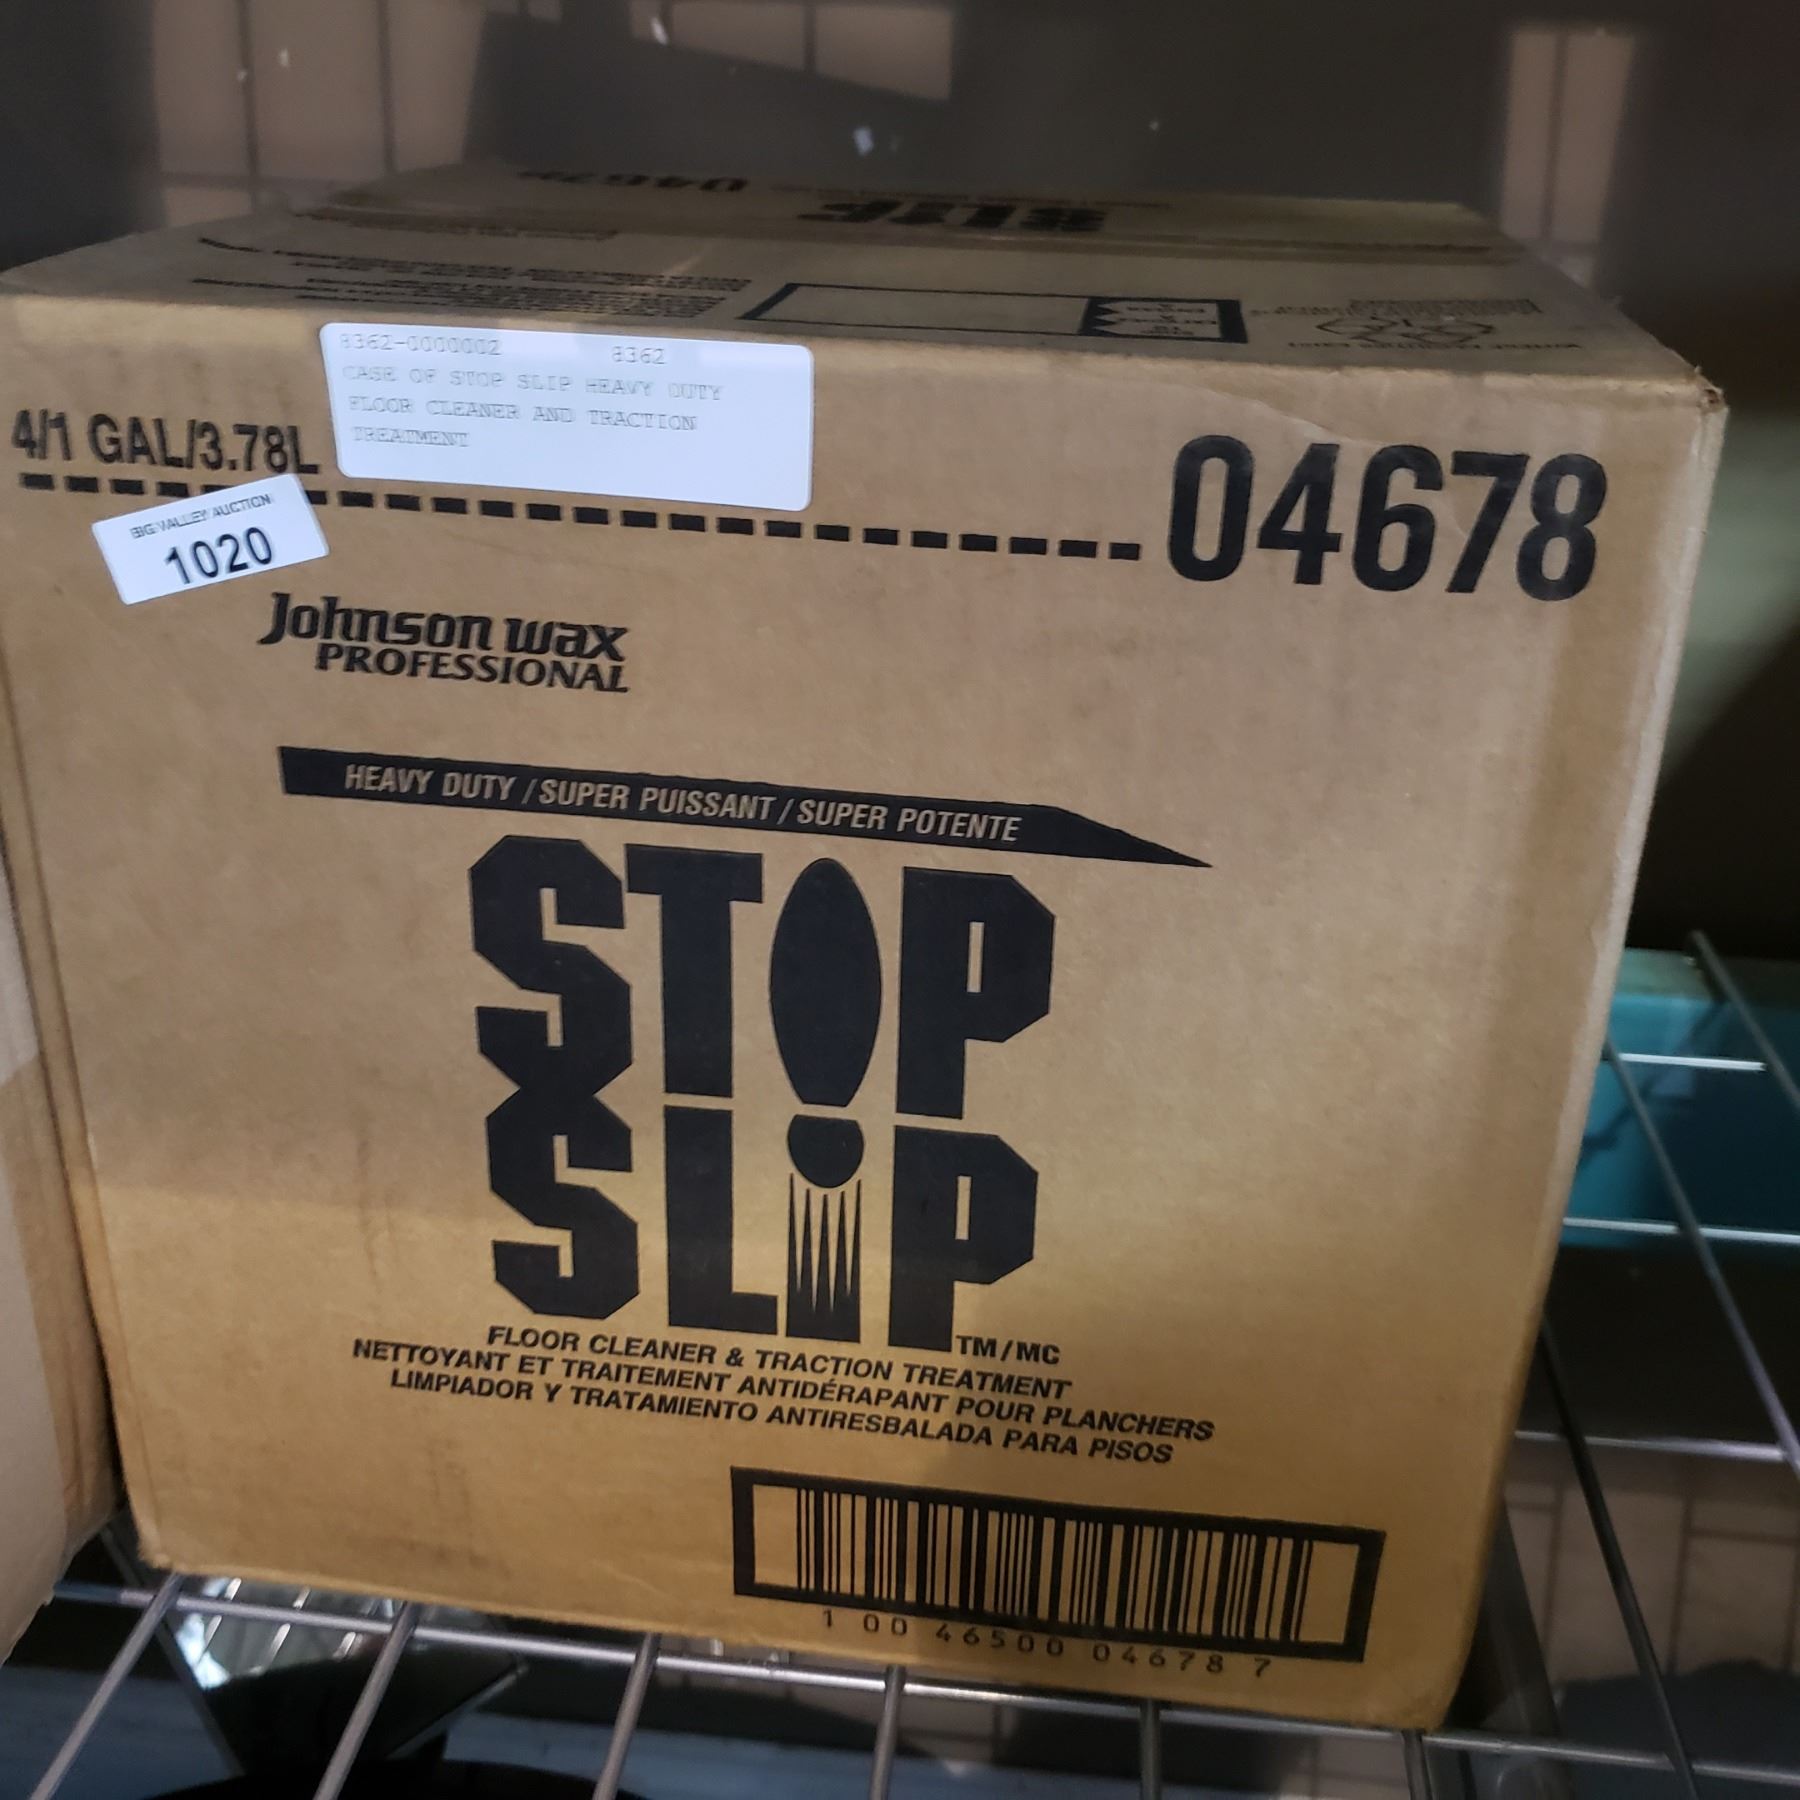 8362-0000002 8362
CASE OF STOP SLIP HEAVY DUTY
FLOOR CLEANER AND TRACTION
TREATMENT
4/1 GAL/3.78L
04678
BIG VALLEY AUCTION
1020
Johnson wax
PROFESSIONAL
HEAVY DUTY / SUPER PUISSANT / SUPER POTENTE
STOP
SLIP
TM/MC
FLOOR CLEANER & TRACTION TREATMENT
NETTOYANT ET TRAITEMENT ANTIDÉRAPANT POUR PLANCHERS
LIMPIADOR Y TRATAMIENTO ANTIRESBALADA PARA PISOS
1 00 46500 04678 7